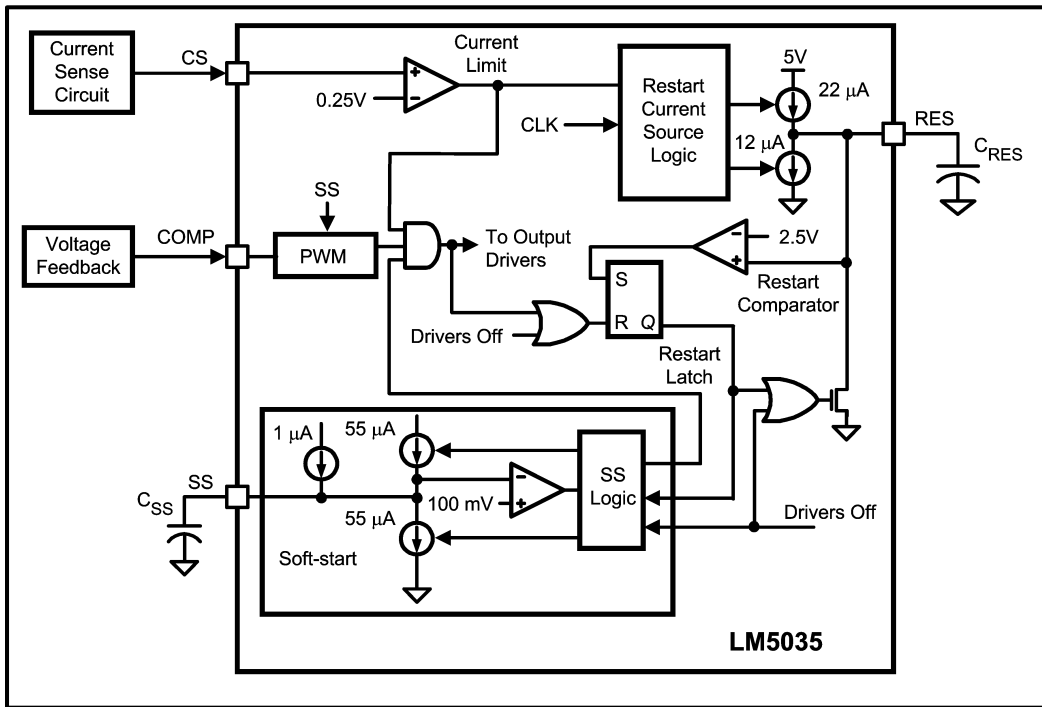 Current
Sense
Circuit
CS
0.25V
Current
Limit
CLK
Restart
Current
Source
Logic
5V
22 μA
12 μA
RES
CRES
Voltage
Feedback
COMP
SS
PWM
To Output
Drivers
2.5V
Restart
Comparator
S
R Q
Drivers Off
Restart
Latch
1 μA
55 μA
SS
CSS
100 mV
55 μA
SS
Logic
Soft-start
Drivers Off
LM5035